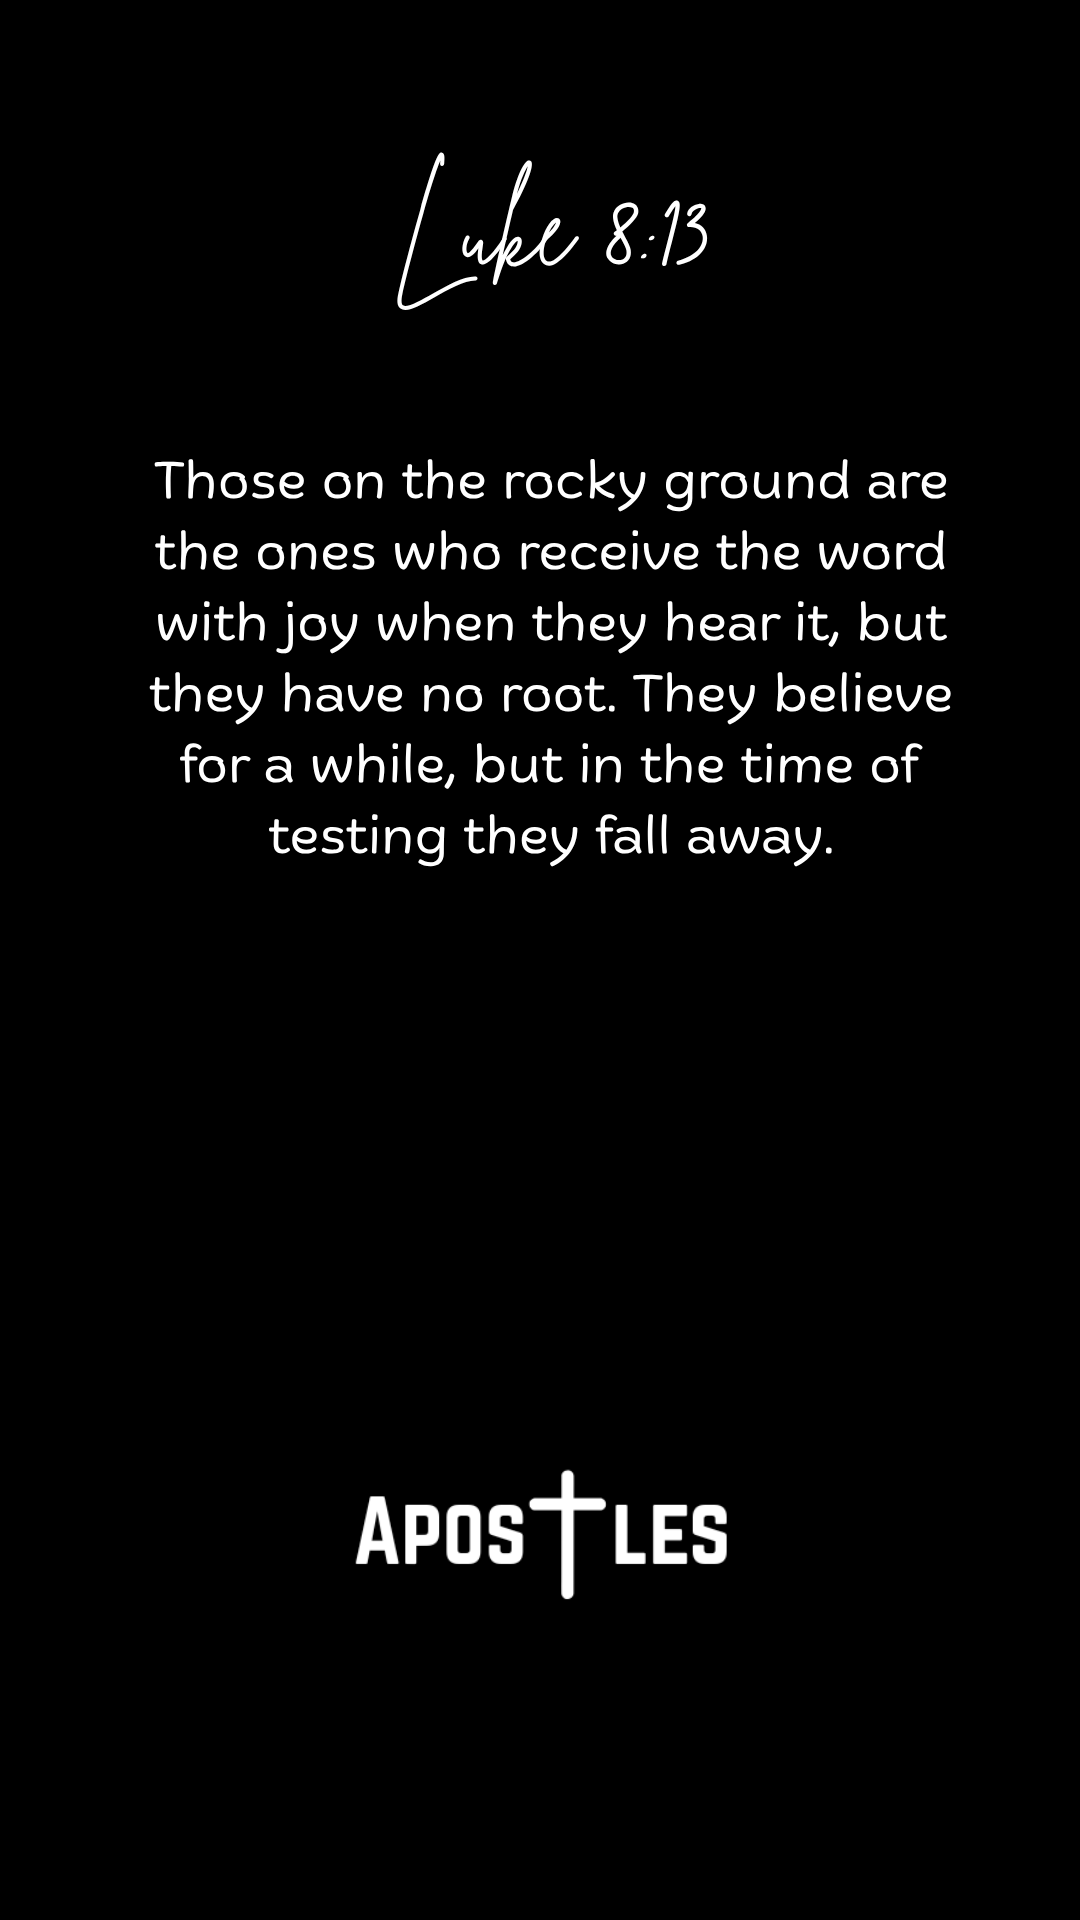 Luke 8:13
Those on the rocky ground are
the ones who receive the word
with joy when they hear it, but
they have no root. They believe
for a while, but in the time of
testing they fall away.
APOSTLES